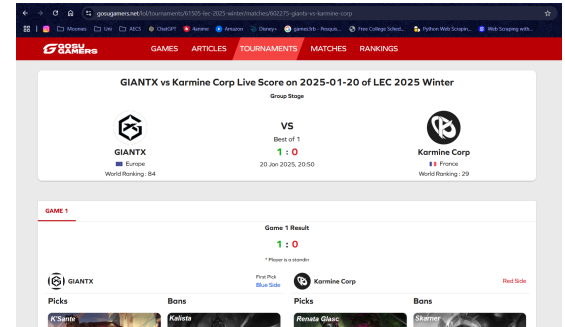 gosugamers.net/lol/tournaments/61505-lec-2025-winter/matches/602275-giantx-vs-karmine-corp
Moonies Uni AECS ChatGPT 4anime Amazon Disney+ games3rb - Pesquis... Free College Sched... Python Web Scrapin... Web Scraping with...
GOSU GAMERS GAMES ARTICLES TOURNAMENTS MATCHES RANKINGS
GIANTX vs Karmine Corp Live Score on 2025-01-20 of LEC 2025 Winter
Group Stage
VS
Best of 1
GIANTX 1 : 0 Karmine Corp
Europe 20 Jan 2025, 20:50 France
World Ranking: 84 World Ranking: 29
GAME 1
Game 1 Result
1 : 0
* Player is a standin
GIANTX First Pick Blue Side Karmine Corp Red Side
Picks Bans Picks Bans
K'Sante Kalista Renata Glasc Skarner